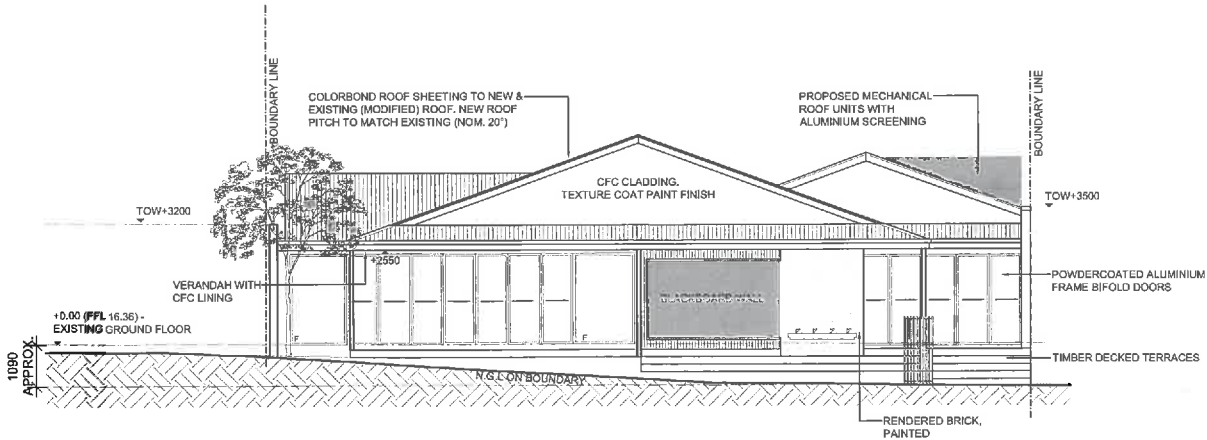 BOUNDARY LINE
COLORBOND ROOF SHEETING TO NEW &
EXISTING (MODIFIED) ROOF. NEW ROOF
PITCH TO MATCH EXISTING (NOM. 20°)
PROPOSED MECHANICAL
ROOF UNITS WITH
ALUMINIUM SCREENING
BOUNDARY LINE
CFC CLADDING.
TEXTURE COAT PAINT FINISH
TOW+3200
TOW+3500
+2550
VERANDAH WITH
CFC LINING
BLACKBOARD WALL
POWDERCOATED ALUMINIUM
FRAME BIFOLD DOORS
+0.00 (FFL 16.36) -
EXISTING GROUND FLOOR
F
F
1090
APPROX.
TIMBER DECKED TERRACES
N.G.L ON BOUNDARY
RENDERED BRICK,
PAINTED